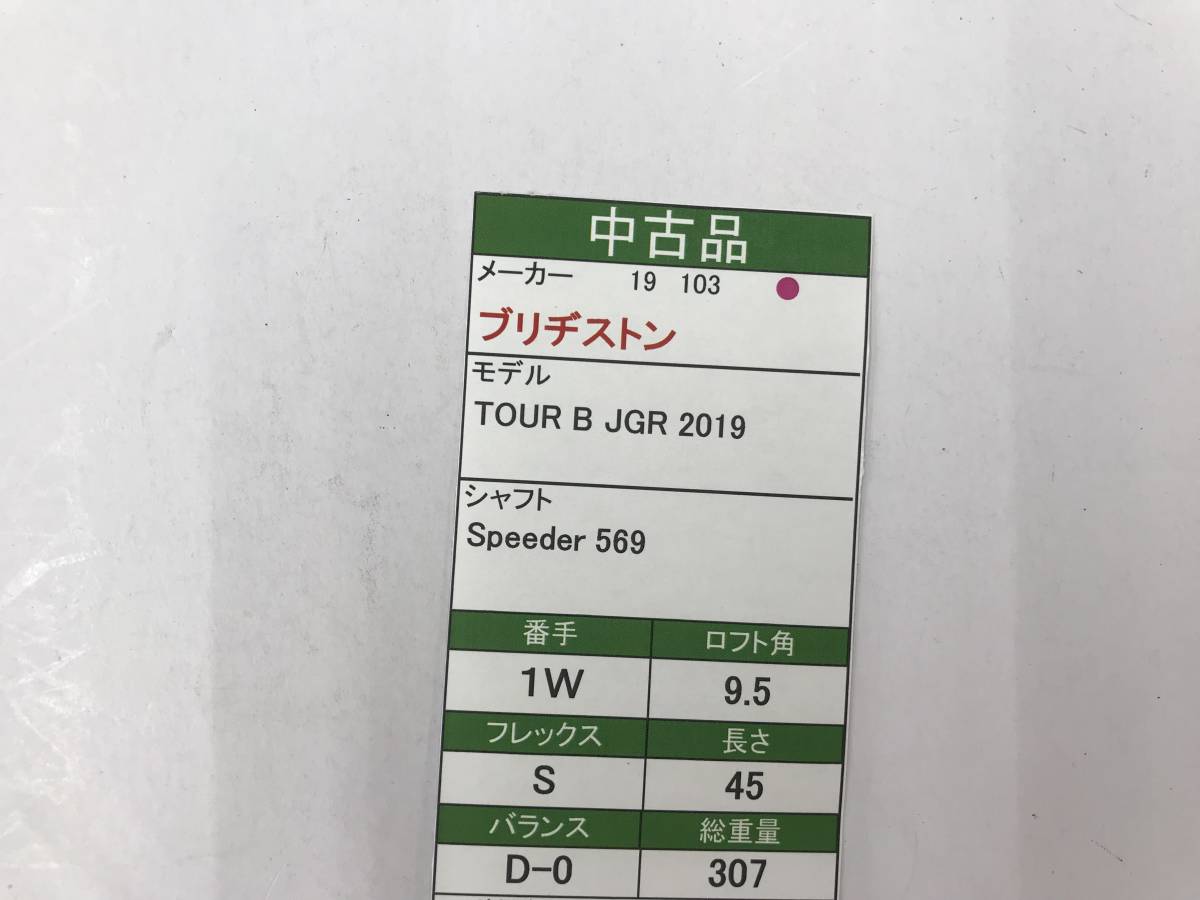 中古品
メーカー 19 103
ブリヂストン
モデル
TOUR B JGR 2019
シャフト
Speeder 569
番手 ロフト角
1W 9.5
フレックス 長さ
S 45
バランス 総重量
D-0 307